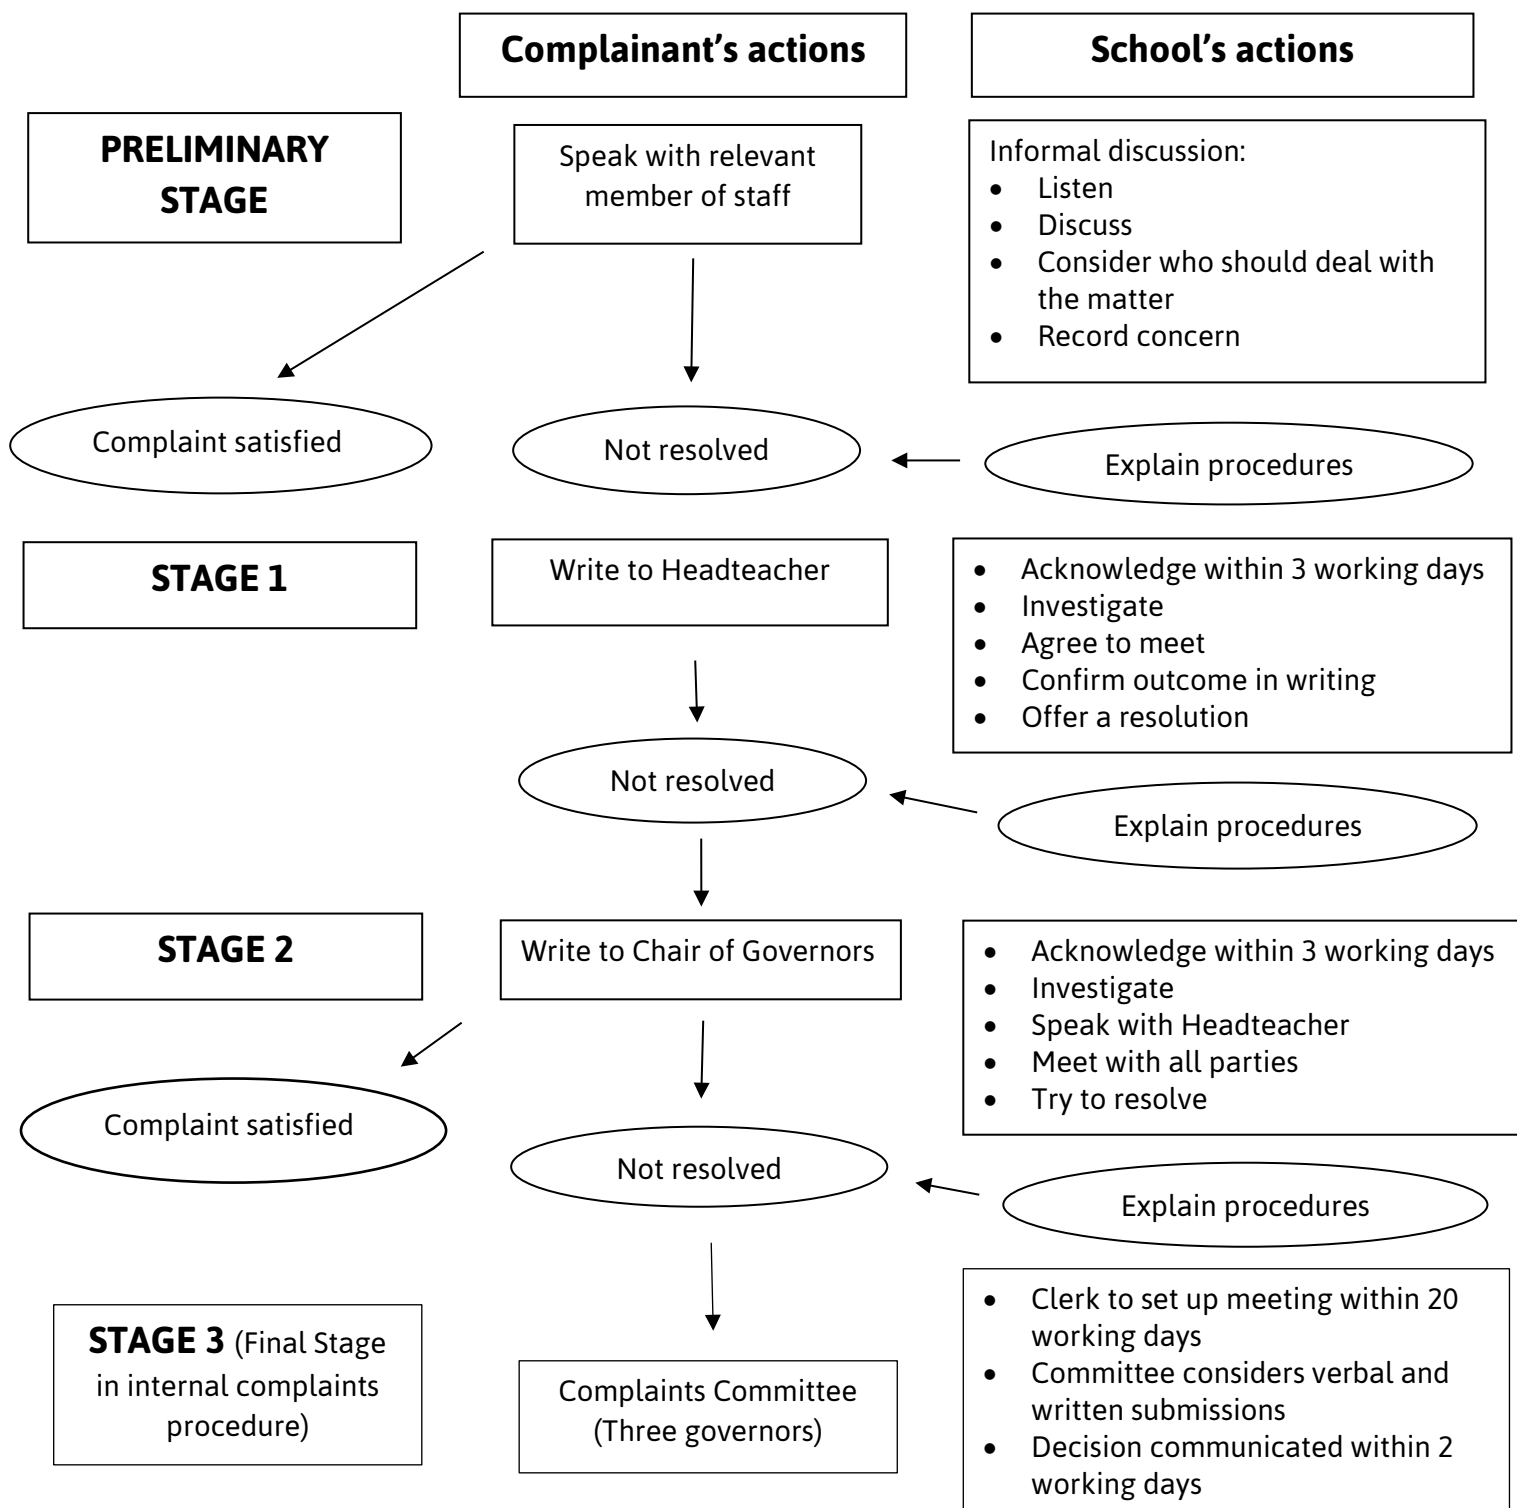 Complainant’s actions
School’s actions
PRELIMINARY
STAGE
Speak with relevant
member of staff
Informal discussion:
• Listen
• Discuss
• Consider who should deal with
the matter
• Record concern
Complaint satisfied
Not resolved
Explain procedures
STAGE 1
Write to Headteacher
• Acknowledge within 3 working days
• Investigate
• Agree to meet
• Confirm outcome in writing
• Offer a resolution
Not resolved
Explain procedures
STAGE 2
Write to Chair of Governors
• Acknowledge within 3 working days
• Investigate
• Speak with Headteacher
• Meet with all parties
• Try to resolve
Complaint satisfied
Not resolved
Explain procedures
STAGE 3 (Final Stage
in internal complaints
procedure)
Complaints Committee
(Three governors)
• Clerk to set up meeting within 20
working days
• Committee considers verbal and
written submissions
• Decision communicated within 2
working days